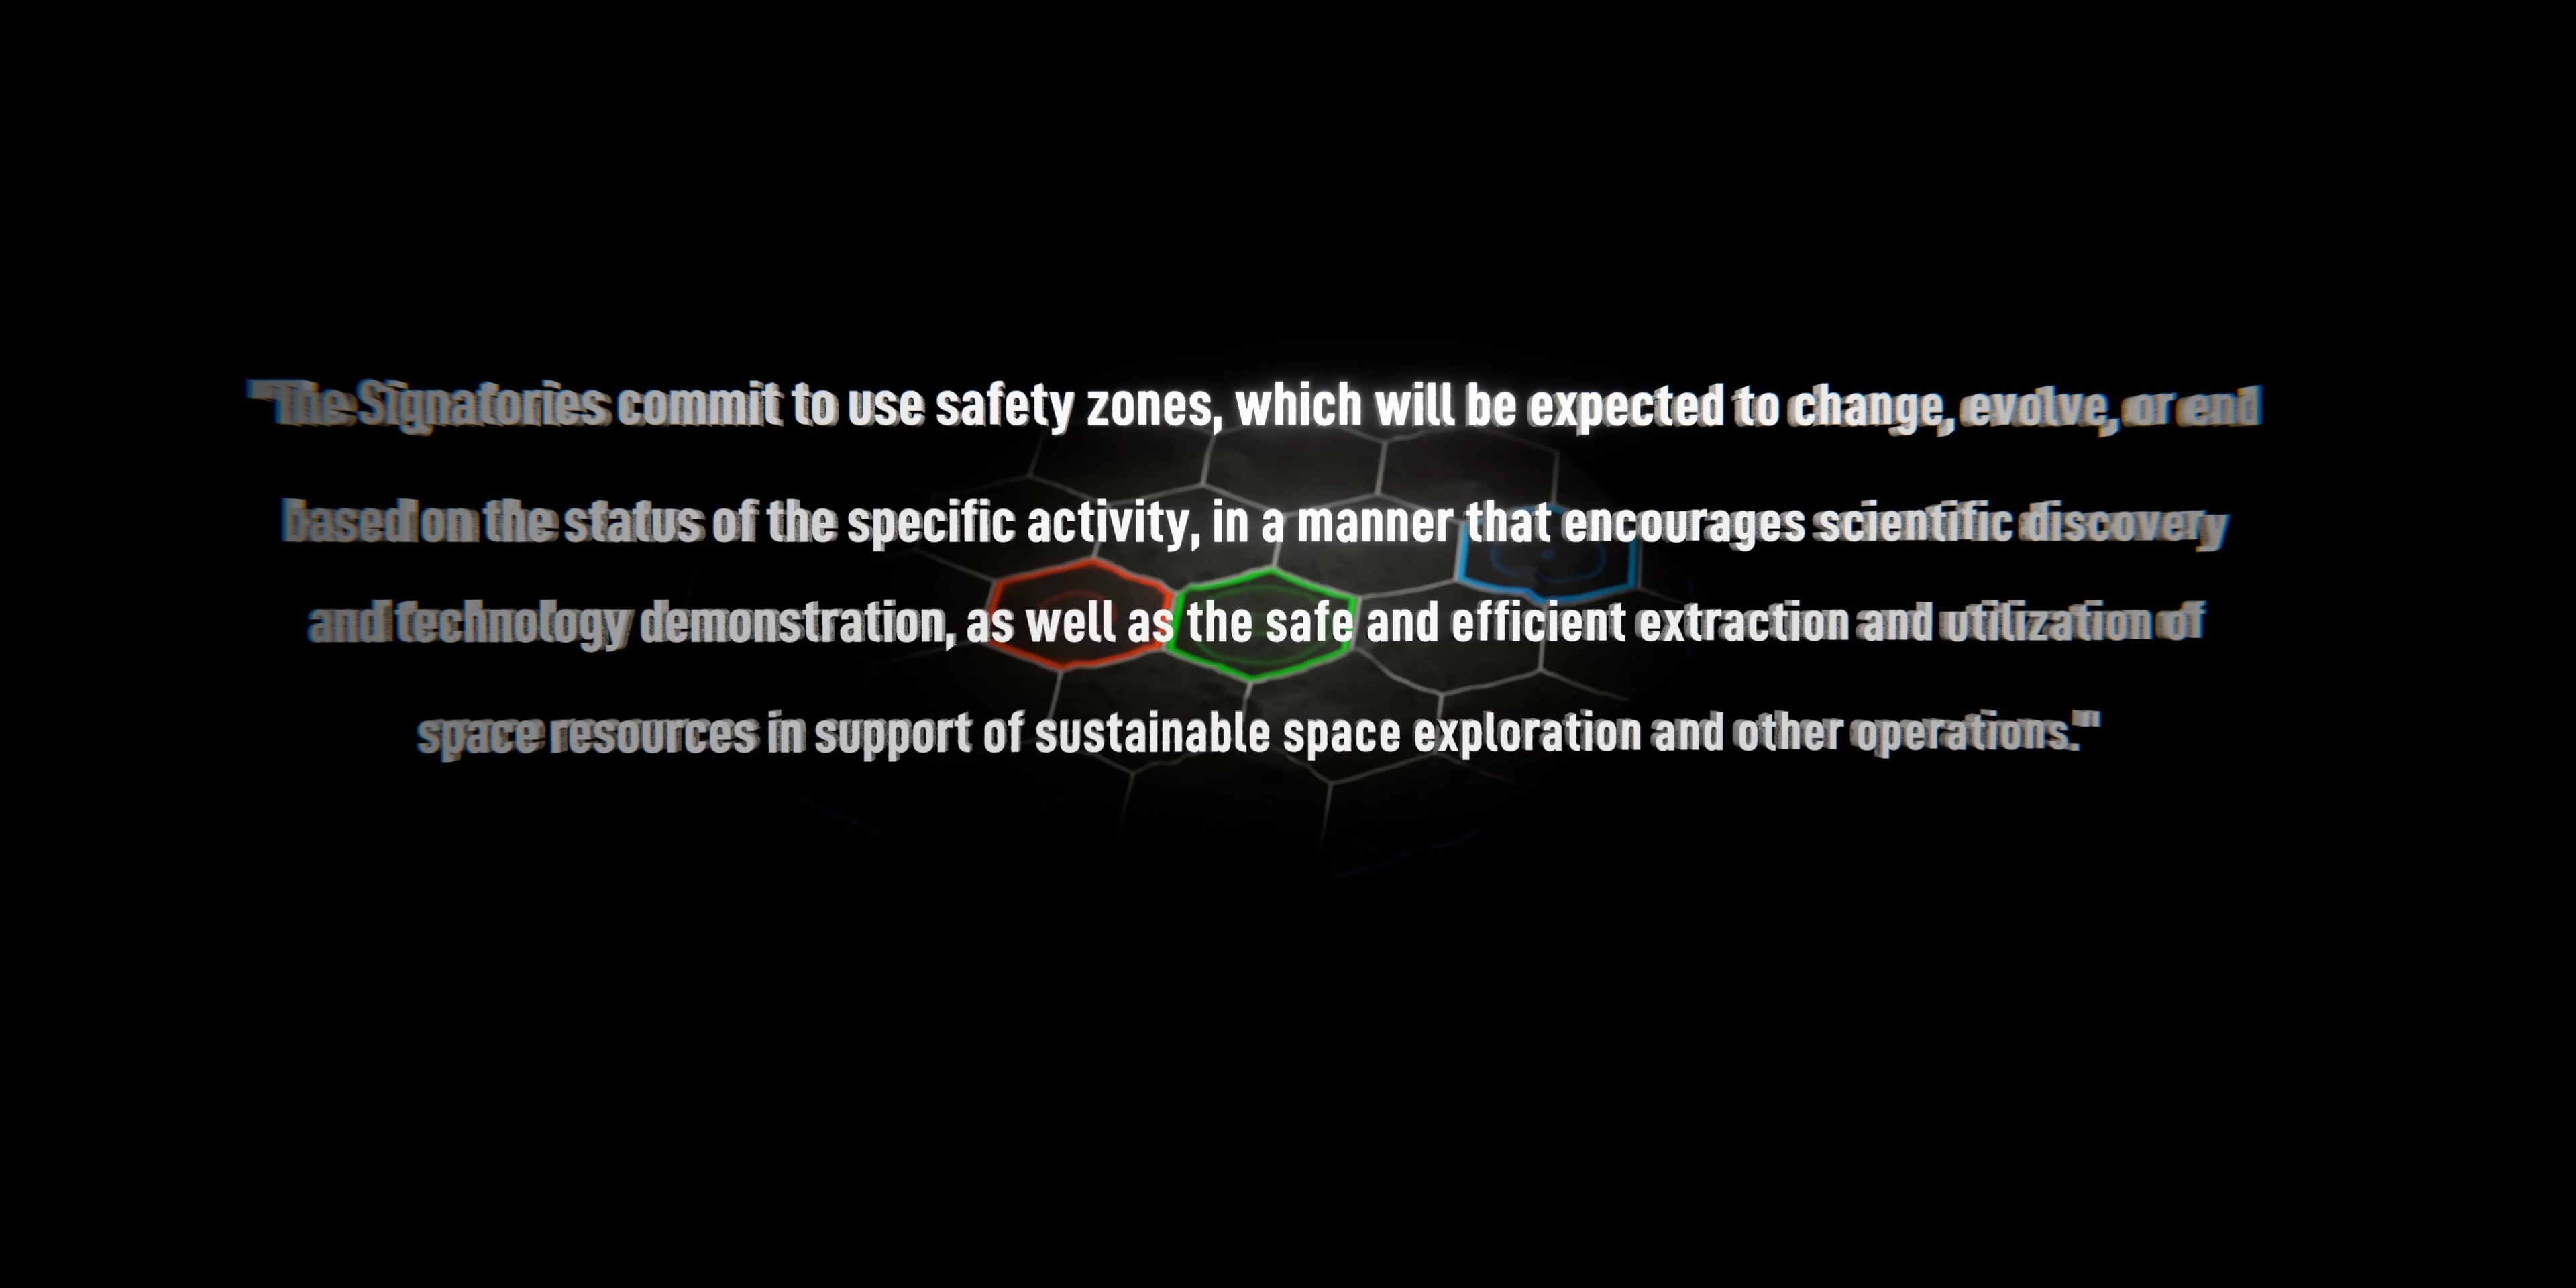 "The Signatories commit to use safety zones, which will be expected to change, evolve, or end
based on the status of the specific activity, in a manner that encourages scientific discovery
and technology demonstration, as well as the safe and efficient extraction and utilization of
space resources in support of sustainable space exploration and other operations."